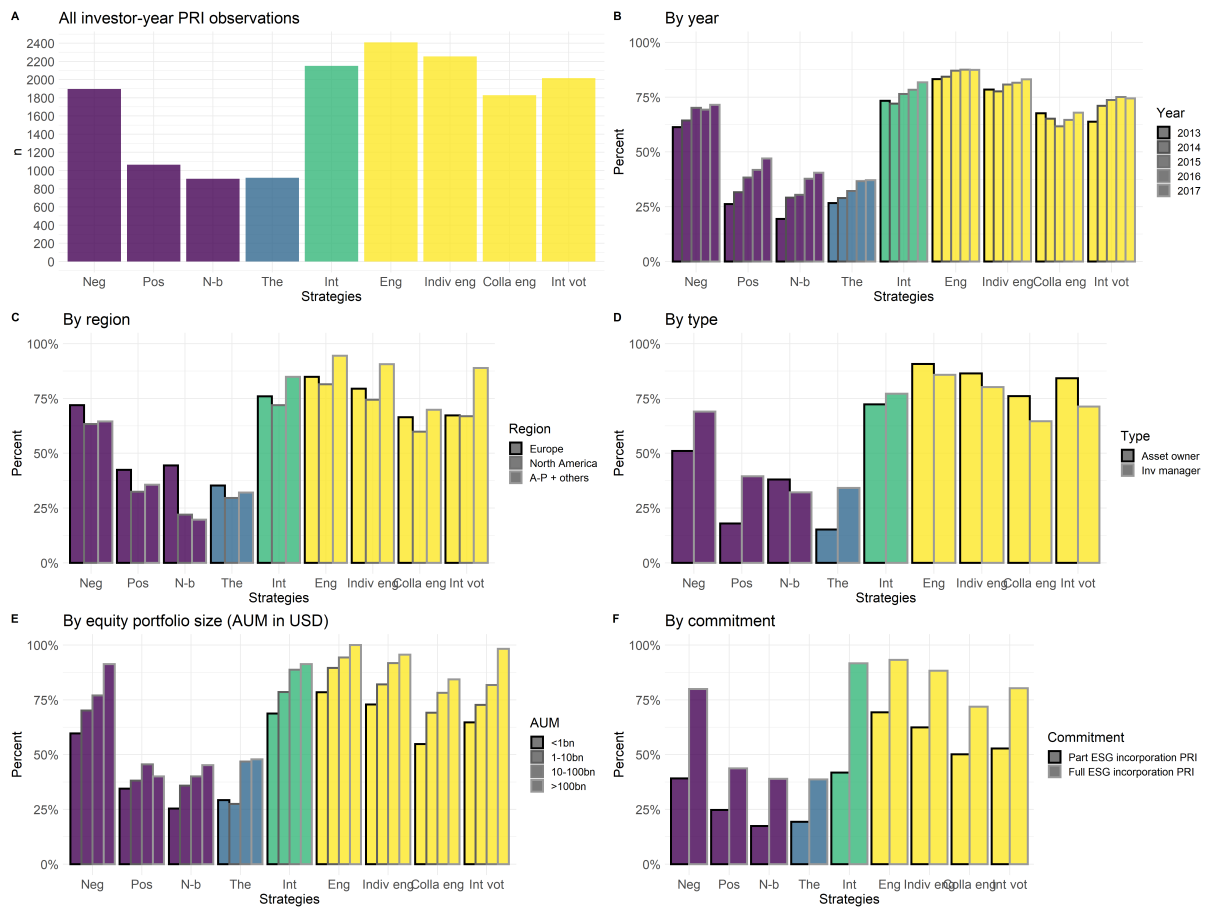 A
All investor-year PRI observations
2400
2200
2000
1800
1600
1400
1200
1000
800
600
400
200
0
n
Neg Pos N-b The Int Eng Indiv eng Colla eng Int vot
Strategies
B
By year
100%
75%
50%
25%
0%
Percent
Neg Pos N-b The Int Eng Indiv eng Colla eng Int vot
Strategies
Year
2013
2014
2015
2016
2017
C
By region
100%
75%
50%
25%
0%
Percent
Neg Pos N-b The Int Eng Indiv eng Colla eng Int vot
Strategies
Region
Europe
North America
A-P + others
D
By type
100%
75%
50%
25%
0%
Percent
Neg Pos N-b The Int Eng Indiv eng Colla eng Int vot
Strategies
Type
Asset owner
Inv manager
E
By equity portfolio size (AUM in USD)
100%
75%
50%
25%
0%
Percent
Neg Pos N-b The Int Eng Indiv eng Colla eng Int vot
Strategies
AUM
<1bn
1-10bn
10-100bn
>100bn
F
By commitment
100%
75%
50%
25%
0%
Percent
Neg Pos N-b The Int Eng Indiv eng Colla eng Int vot
Strategies
Commitment
Part ESG incorporation PRI
Full ESG incorporation PRI